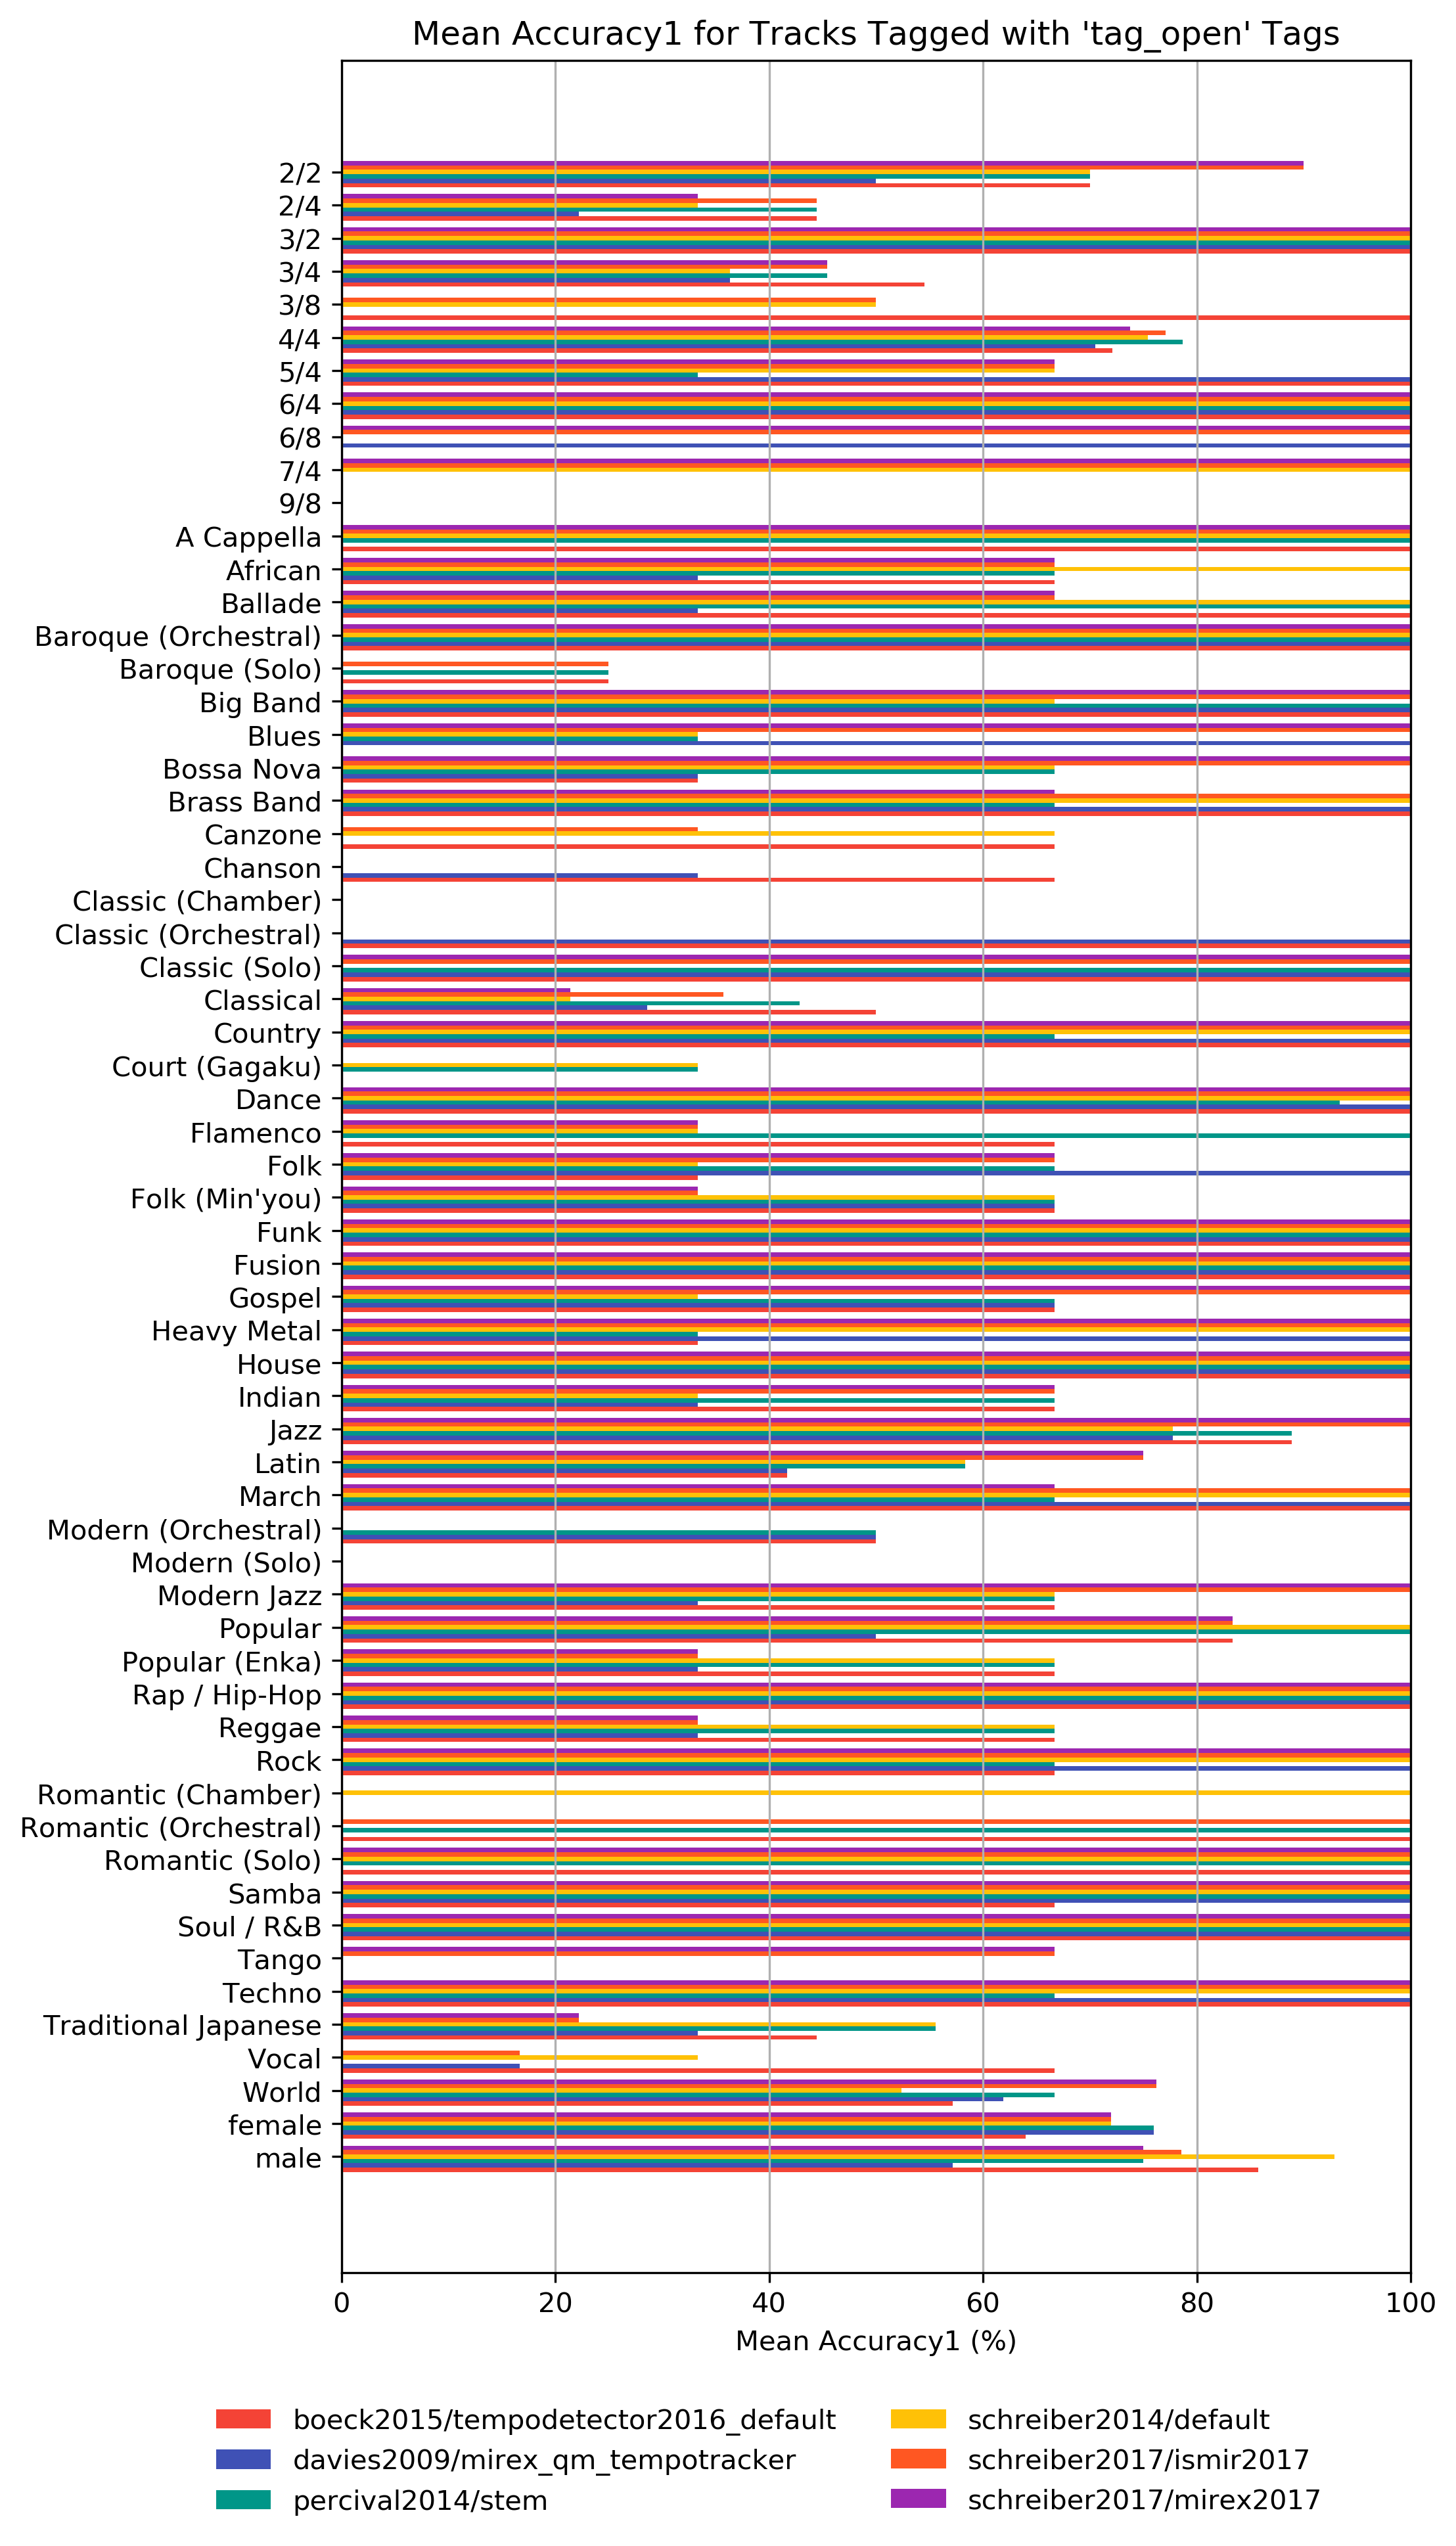 Mean Accuracy1 for Tracks Tagged with 'tag_open' Tags
2/2
2/4
3/2
3/4
3/8
4/4
5/4
6/4
6/8
7/4
9/8
A Cappella
African
Ballade
Baroque (Orchestral)
Baroque (Solo)
Big Band
Blues
Bossa Nova
Brass Band
Canzone
Chanson
Classic (Chamber)
Classic (Orchestral)
Classic (Solo)
Classical
Country
Court (Gagaku)
Dance
Flamenco
Folk
Folk (Min'you)
Funk
Fusion
Gospel
Heavy Metal
House
Indian
Jazz
Latin
March
Modern (Orchestral)
Modern (Solo)
Modern Jazz
Popular
Popular (Enka)
Rap / Hip-Hop
Reggae
Rock
Romantic (Chamber)
Romantic (Orchestral)
Romantic (Solo)
Samba
Soul / R&B
Tango
Techno
Traditional Japanese
Vocal
World
female
male
0 20 40 60 80 100
Mean Accuracy1 (%)
boeck2015/tempodetector2016_default
davies2009/mirex_qm_tempotracker
percival2014/stem
schreiber2014/default
schreiber2017/ismir2017
schreiber2017/mirex2017